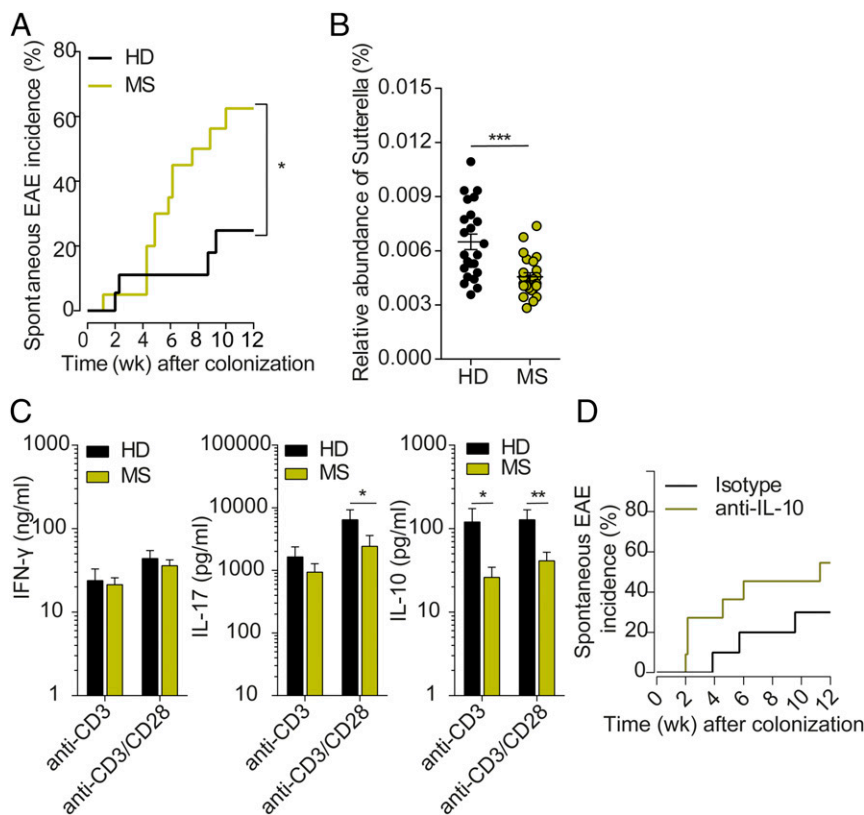 A
Spontaneous EAE incidence (%)
80
60
40
20
0
HD
MS
*
0 2 4 6 8 10 12
Time (wk) after colonization
B
Relative abundance of Sutterella (%)
0.015
0.012
0.009
0.006
0.003
0.000
***
HD MS
C
IFN-γ (ng/ml)
1000
100
10
1
HD
MS
anti-CD3
anti-CD3/CD28
IL-17 (pg/ml)
100000
10000
1000
100
10
HD
MS
*
anti-CD3
anti-CD3/CD28
IL-10 (pg/ml)
1000
100
10
1
HD
MS
* **
anti-CD3
anti-CD3/CD28
D
Spontaneous EAE
incidence (%)
80
60
40
20
0
Isotype
anti-IL-10
0 2 4 6 8 10 12
Time (wk) after colonization